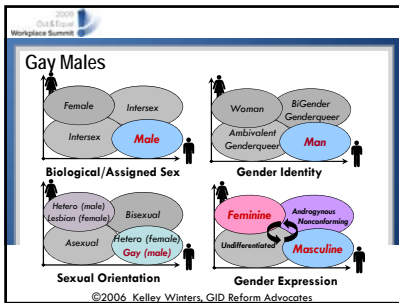 2006
Out & Equal
Workplace Summit
Gay Males
Female
Intersex
Intersex
Male
Biological/Assigned Sex
Woman
BiGender
Genderqueer
Ambivalent
Genderqueer
Man
Gender Identity
Hetero (male)
Lesbian (female)
Bisexual
Asexual
Hetero (female)
Gay (male)
Sexual Orientation
Feminine
Androgynous
Nonconforming
Undifferentiated
Masculine
Gender Expression
©2006 Kelley Winters, GID Reform Advocates